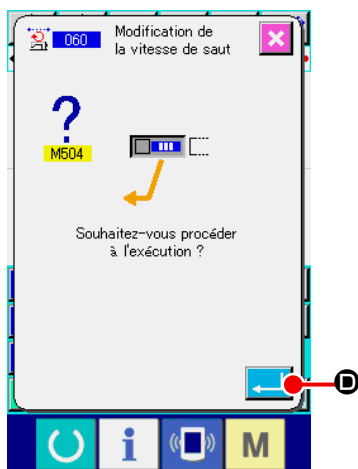 060 Modification de
la vitesse de saut
?
M504
Souhaitez-vous procéder
à l'exécution ?
D
i M